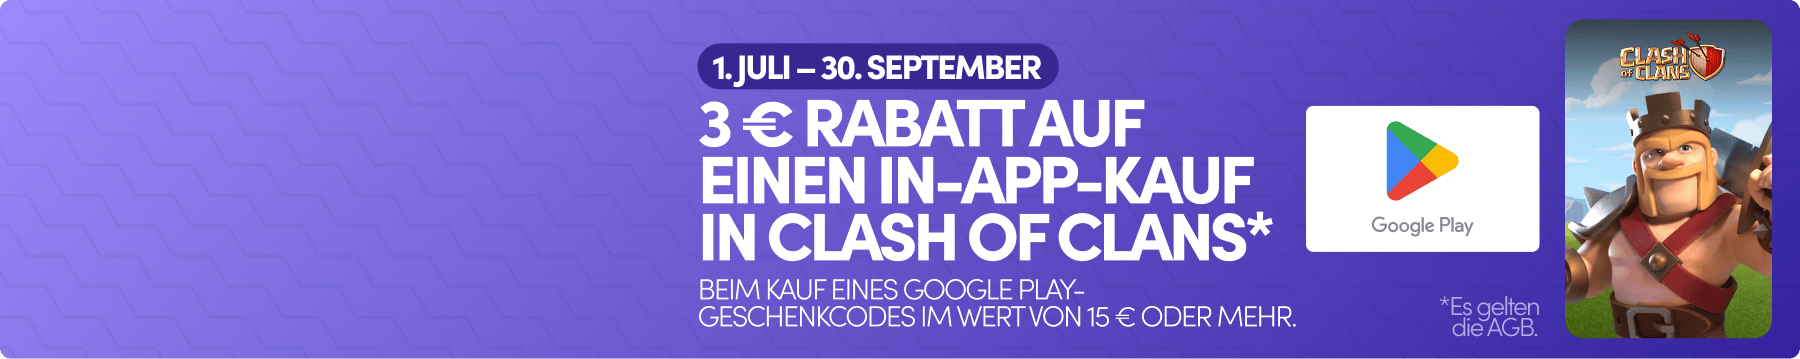 1. JULI – 30. SEPTEMBER
3 € RABATT AUF
EINEN IN-APP-KAUF
IN CLASH OF CLANS*
BEIM KAUF EINES GOOGLE PLAY-
GESCHENKCODES IM WERT VON 15 € ODER MEHR.
Google Play
*Es gelten
die AGB.
CLASH
OF CLANS